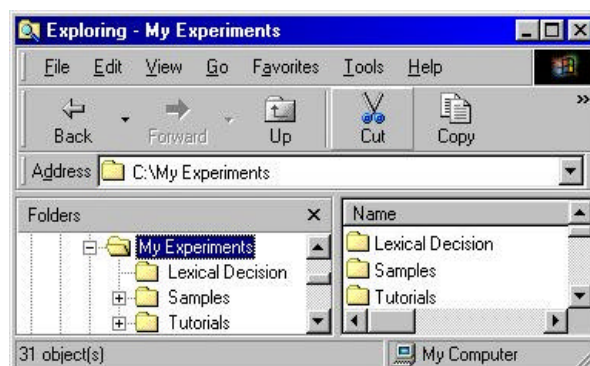 Exploring - My Experiments
File Edit View Go Favorites Tools Help
Back Forward Up Cut Copy »
Address C:\My Experiments
Folders Name
My Experiments Lexical Decision
Lexical Decision Samples
Samples Tutorials
Tutorials
31 object(s) My Computer